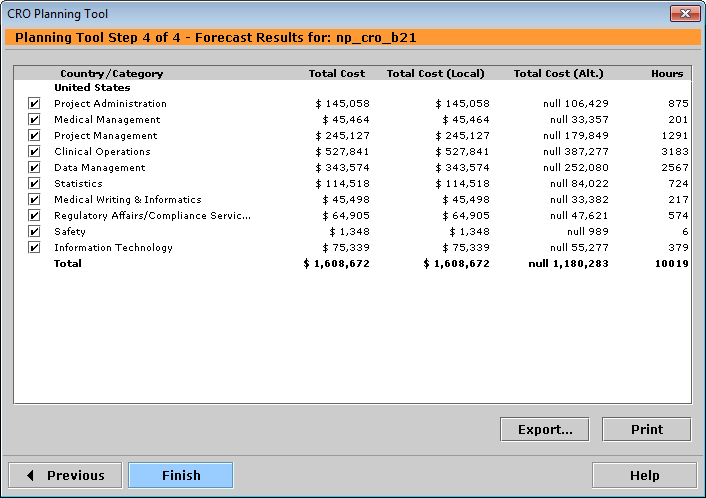 CRO Planning Tool
Planning Tool Step 4 of 4 - Forecast Results for: np_cro_b21
Country/Category Total Cost Total Cost (Local) Total Cost (Alt.) Hours
United States
Project Administration $ 145,058 $ 145,058 null 106,429 875
Medical Management $ 45,464 $ 45,464 null 33,357 201
Project Management $ 245,127 $ 245,127 null 179,849 1291
Clinical Operations $ 527,841 $ 527,841 null 387,277 3183
Data Management $ 343,574 $ 343,574 null 252,080 2567
Statistics $ 114,518 $ 114,518 null 84,022 724
Medical Writing & Informatics $ 45,498 $ 45,498 null 33,382 217
Regulatory Affairs/Compliance Servic... $ 64,905 $ 64,905 null 47,621 574
Safety $ 1,348 $ 1,348 null 989 6
Information Technology $ 75,339 $ 75,339 null 55,277 379
Total $ 1,608,672 $ 1,608,672 null 1,180,283 10019
Export... Print
Previous Finish Help